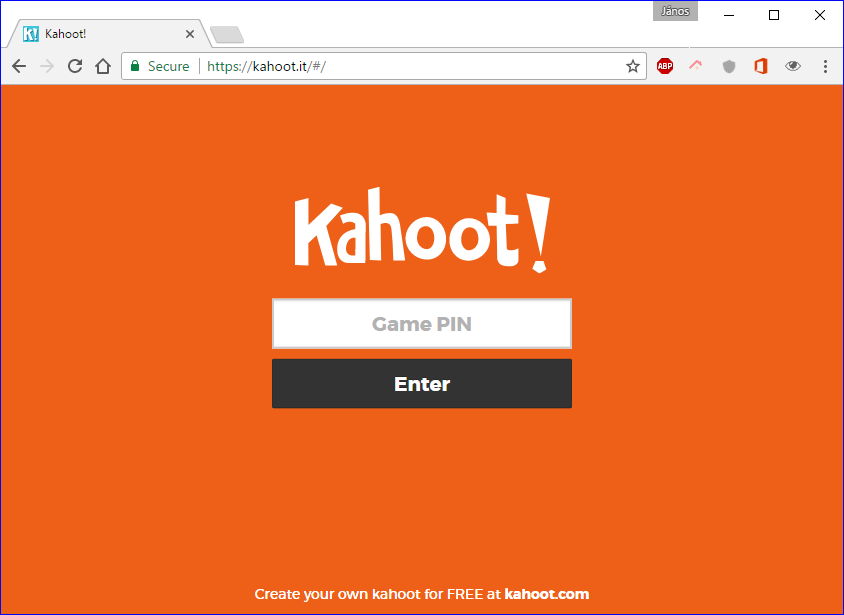 János
K! Kahoot!
Secure https://kahoot.it/#/
ABP
Kahoot!
Game PIN
Enter
Create your own kahoot for FREE at kahoot.com